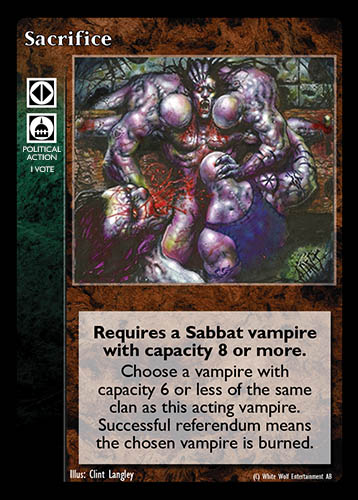 Sacrifice
POLITICAL
ACTION
1 VOTE
Requires a Sabbat vampire
with capacity 8 or more.
Choose a vampire with
capacity 6 or less of the same
clan as this acting vampire.
Successful referendum means
the chosen vampire is burned.
Illus: Clint Langley
(C) White Wolf Entertainment AB